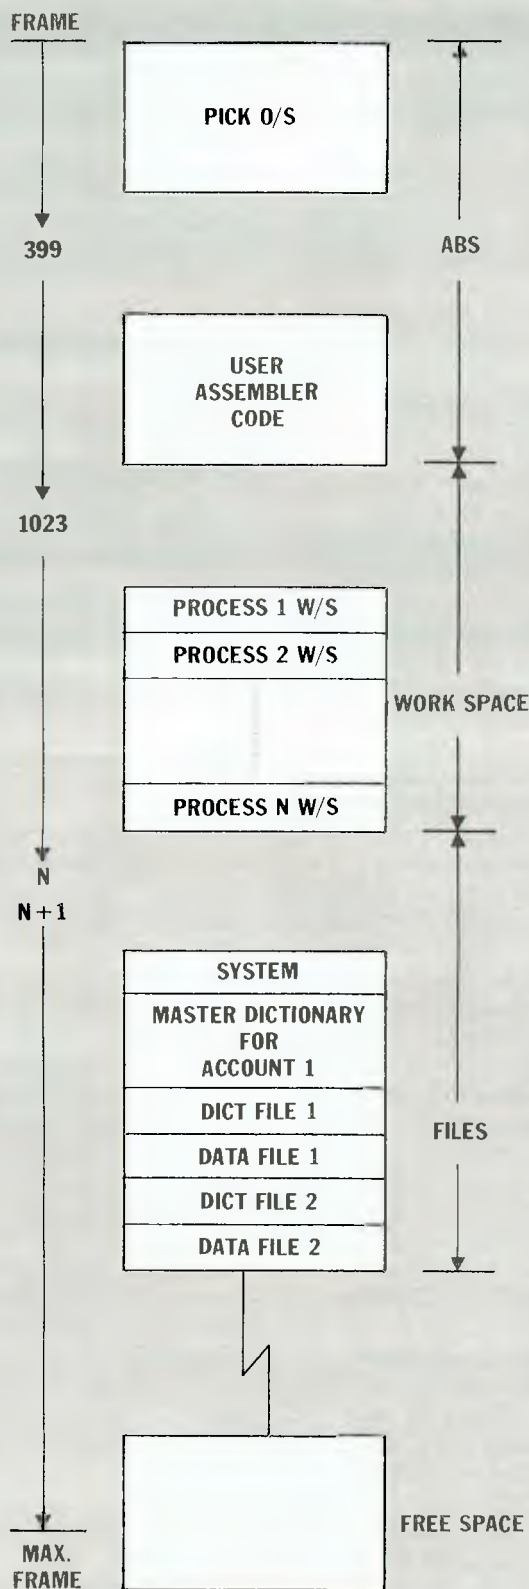 FRAME
PICK O/S
399
ABS
USER
ASSEMBLER
CODE
1023
PROCESS 1 W/S
PROCESS 2 W/S
WORK SPACE
PROCESS N W/S
N
N + 1
SYSTEM
MASTER DICTIONARY
FOR
ACCOUNT 1
DICT FILE 1
FILES
DATA FILE 1
DICT FILE 2
DATA FILE 2
FREE SPACE
MAX.
FRAME